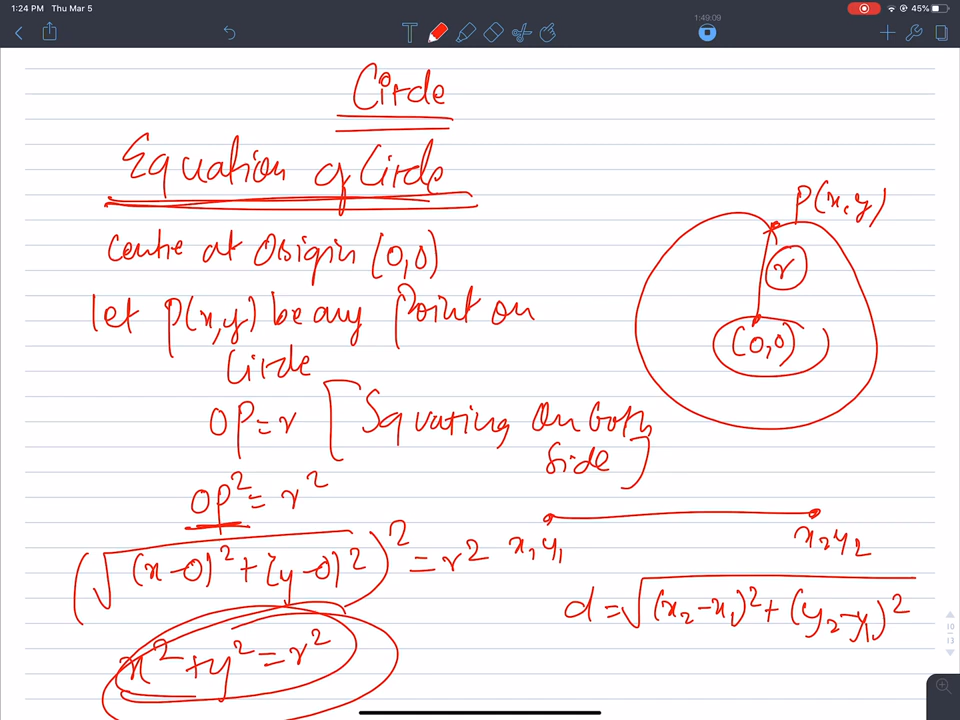 1:24 PM Thu Mar 5
45%
1:49:09
Circle
Equation of Circle
Centre at Origin (0,0)
let P(x,y) be any point on
Circle
OP=r [Squating On both
side]
OP²=r²
(√(x-0)²+(y-0)²)²=r²
x²+y²=r²
P(x,y)
r
(0,0)
x₁y₁
x₂y₂
d=√(x₂-x₁)²+(y₂-y₁)²